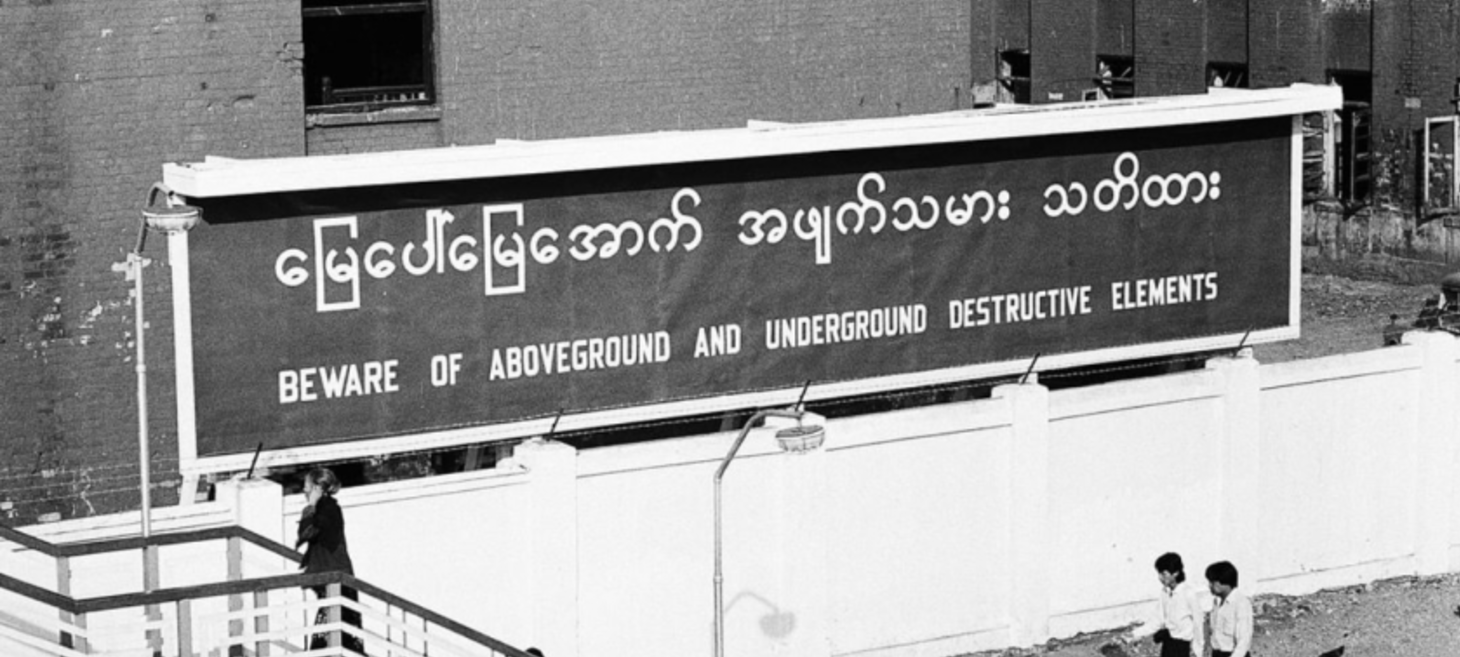 မြေပေါ်မြေအောက် အဖျက်သမား သတိထား
BEWARE OF ABOVEGROUND AND UNDERGROUND DESTRUCTIVE ELEMENTS